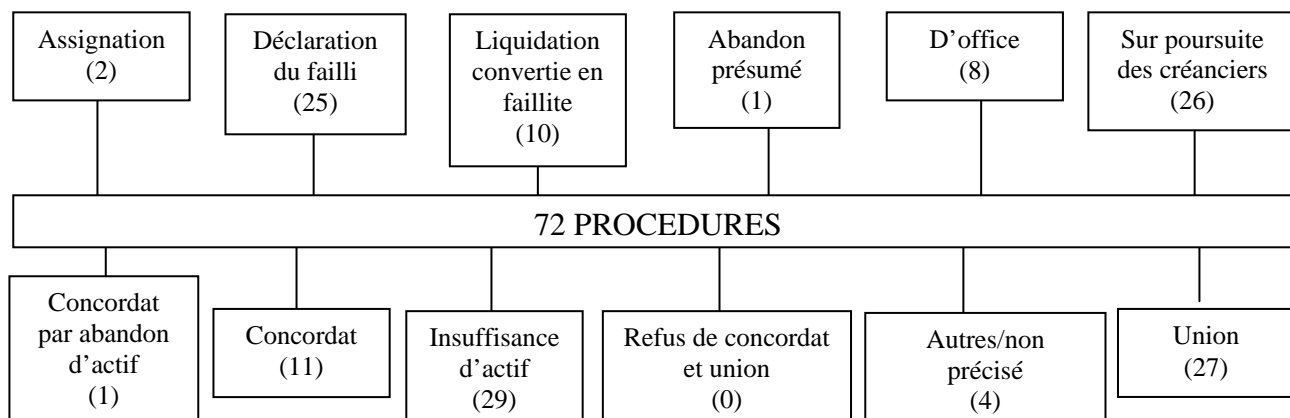 Assignation
(2)
Déclaration
du failli
(25)
Liquidation
convertie en
faillite
(10)
Abandon
présumé
(1)
D’office
(8)
Sur poursuite
des créanciers
(26)
72 PROCEDURES
Concordat
par abandon
d’actif
(1)
Concordat
(11)
Insuffisance
d’actif
(29)
Refus de concordat
et union
(0)
Autres/non
précisé
(4)
Union
(27)